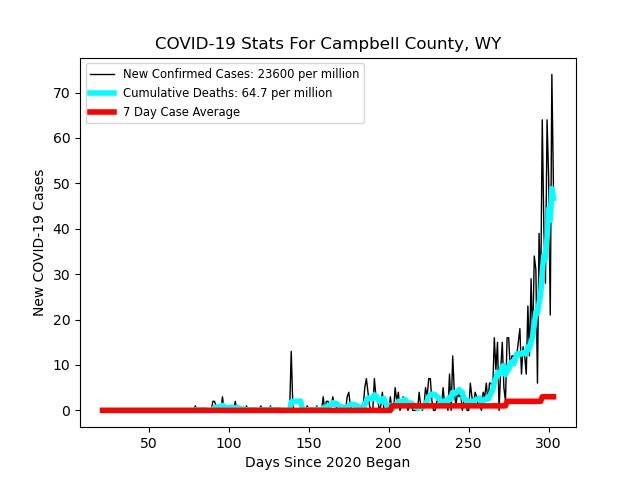 COVID-19 Stats For Campbell County, WY
New Confirmed Cases: 23600 per million
Cumulative Deaths: 64.7 per million
7 Day Case Average
New COVID-19 Cases
70
60
50
40
30
20
10
0
50 100 150 200 250 300
Days Since 2020 Began